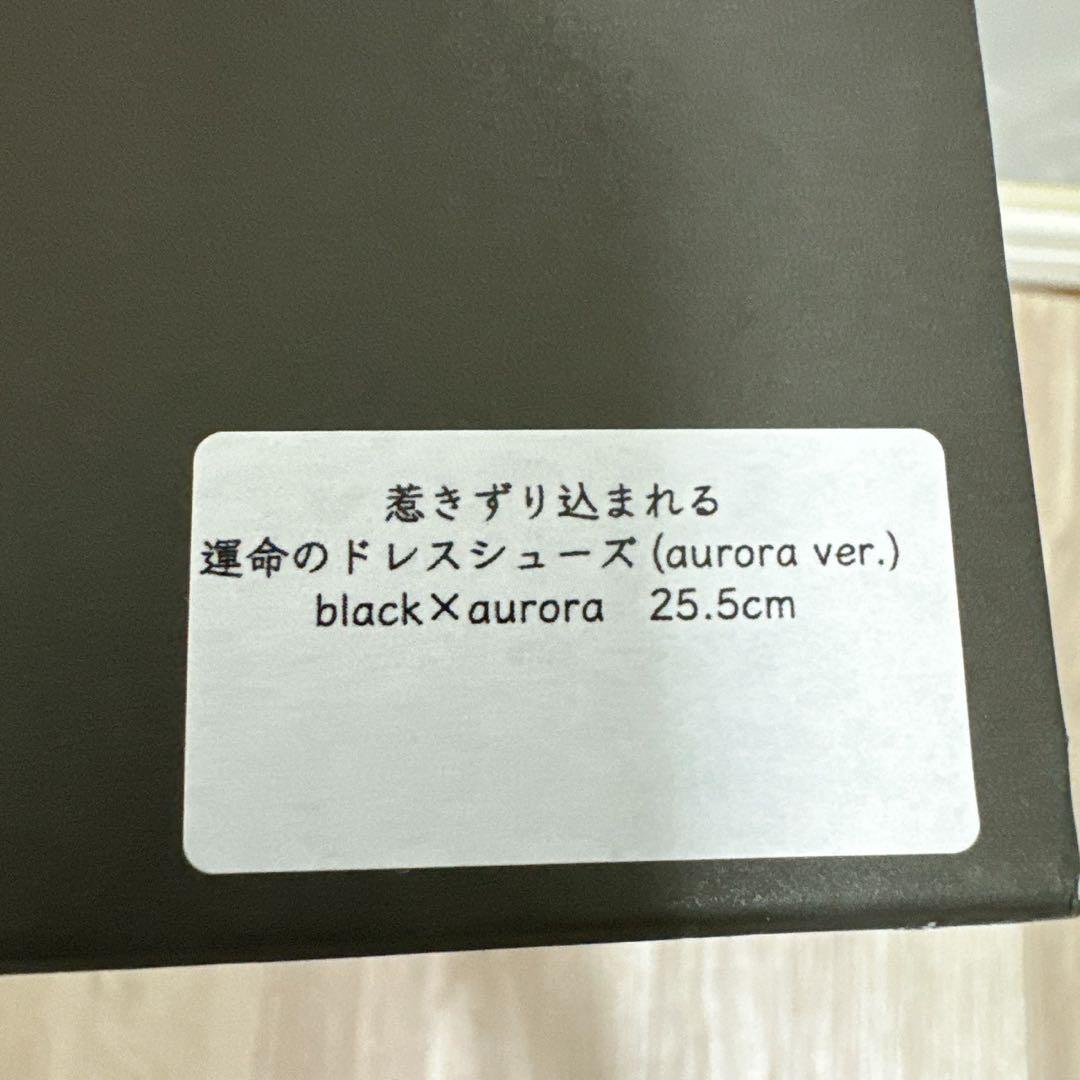 惹きずり込まれる
運命のドレスシューズ(aurora ver.)
black×aurora　25.5cm